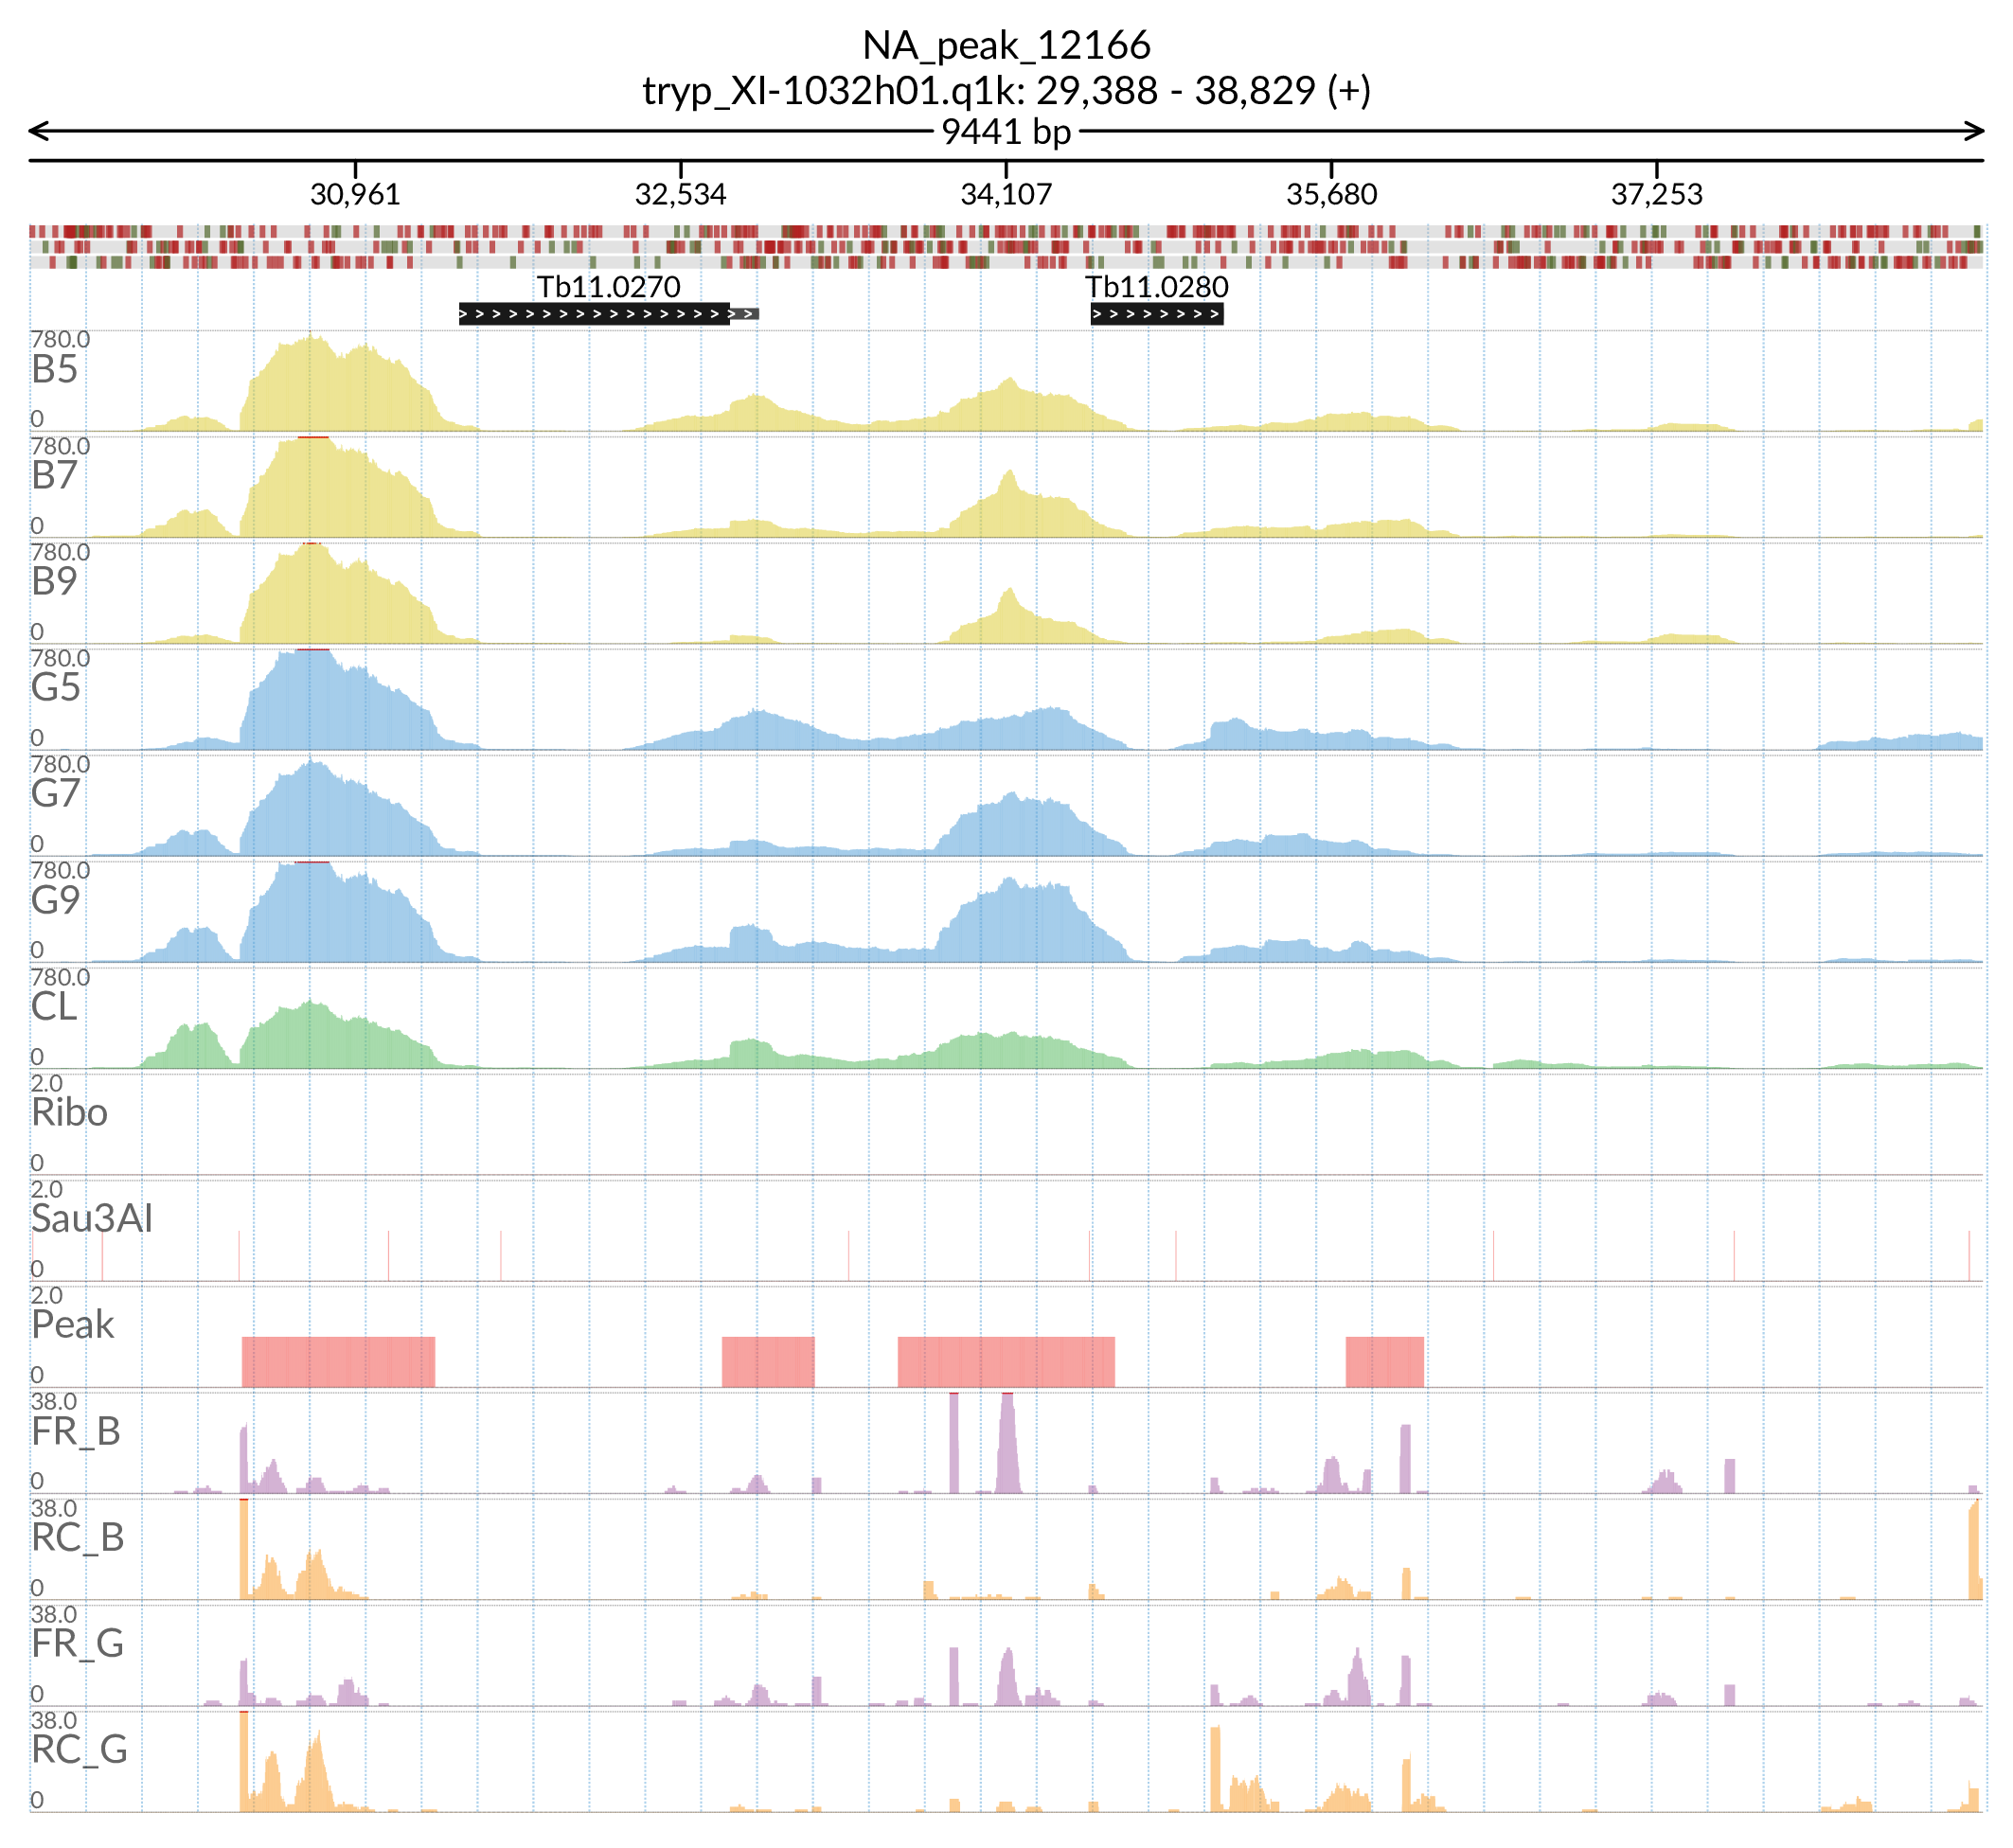 NA_peak_12166
tryp_XI-1032h01.q1k: 29,388 - 38,829 (+)
9441 bp
30,961 32,534 34,107 35,680 37,253
Tb11.0270 Tb11.0280
780.0
B5
0
780.0
B7
0
780.0
B9
0
780.0
G5
0
780.0
G7
0
780.0
G9
0
780.0
CL
0
2.0
Ribo
0
2.0
Sau3AI
0
2.0
Peak
0
38.0
FR_B
0
38.0
RC_B
0
38.0
FR_G
0
38.0
RC_G
0